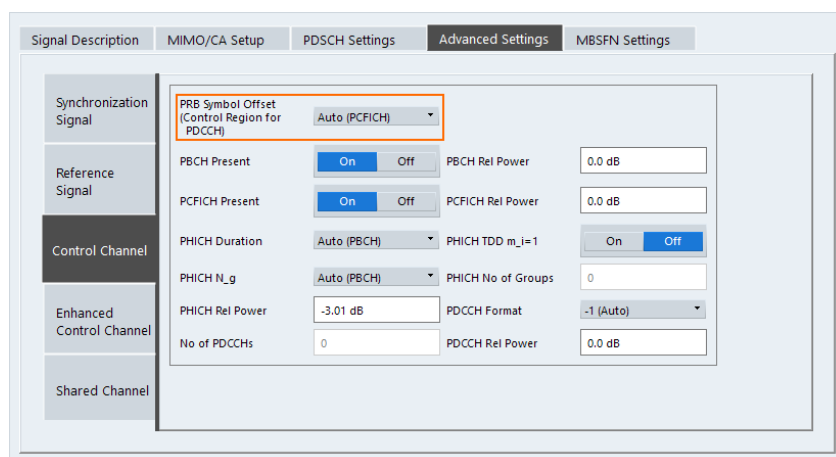 Signal Description MIMO/CA Setup PDSCH Settings Advanced Settings MBSFN Settings
Synchronization
Signal
Reference
Signal
Control Channel
Enhanced
Control Channel
Shared Channel
PRB Symbol Offset
(Control Region for
PDCCH)
Auto (PCFICH)
PBCH Present On Off PBCH Rel Power 0.0 dB
PCFICH Present On Off PCFICH Rel Power 0.0 dB
PHICH Duration Auto (PBCH) PHICH TDD m_i=1 On Off
PHICH N_g Auto (PBCH) PHICH No of Groups 0
PHICH Rel Power -3.01 dB PDCCH Format -1 (Auto)
No of PDCCHs 0 PDCCH Rel Power 0.0 dB